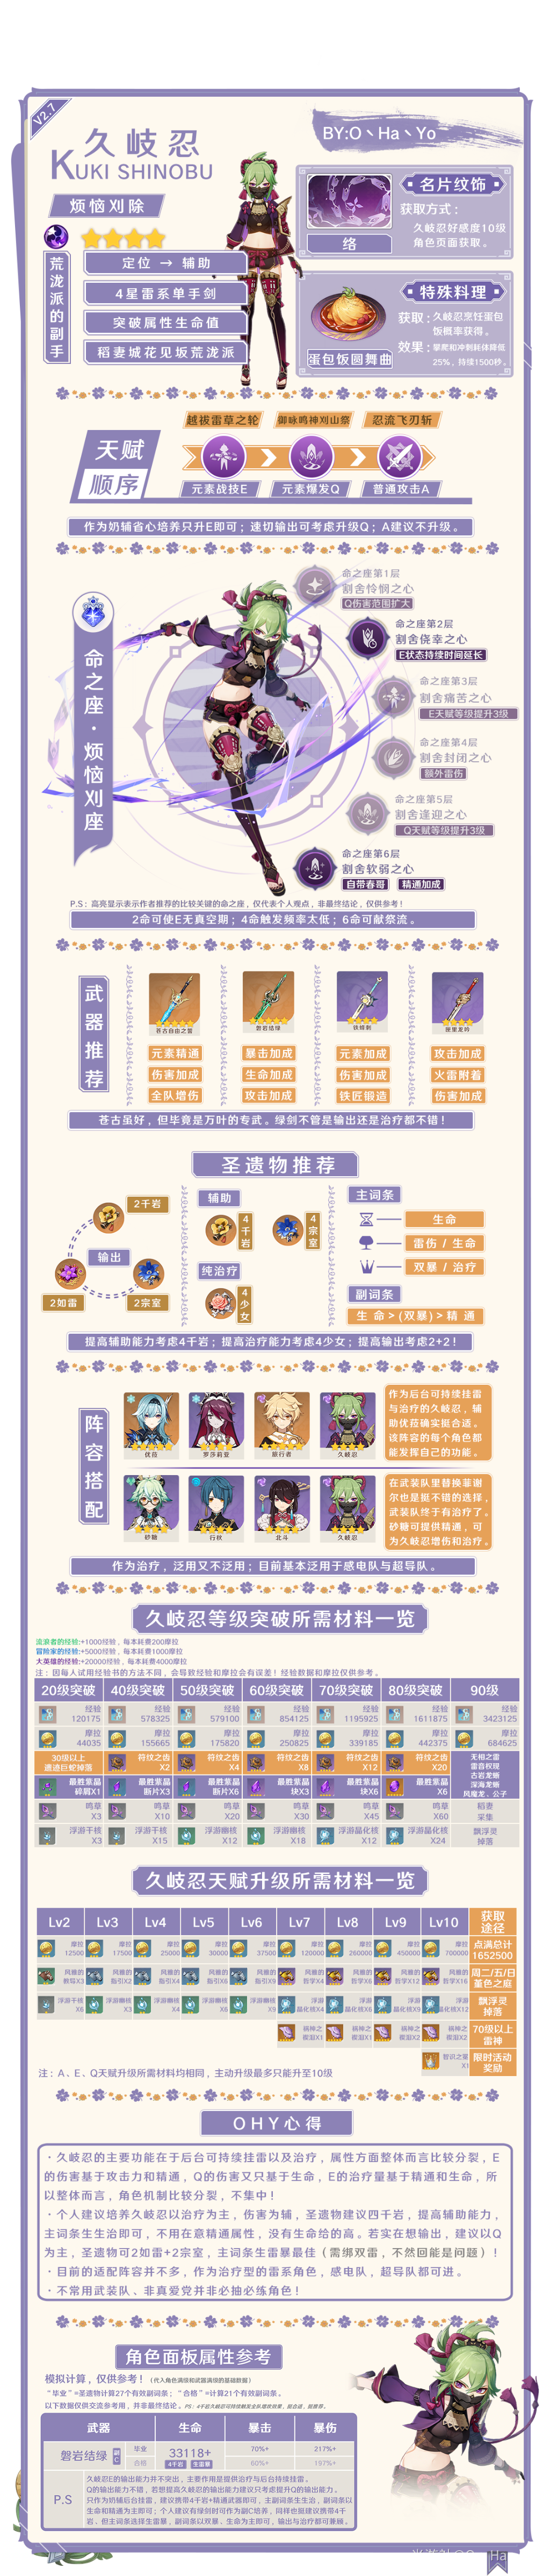 V2.7
久岐忍
KUKI SHINOBU
BY:O丶Ha丶Yo
烦恼刈除
荒泷派的副手
定位 → 辅助
4星雷系单手剑
突破属性生命值
稻妻城花见坂荒泷派
名片纹饰
获取方式：
久岐忍好感度10级
角色页面获取。
络
特殊料理
获取：久岐忍烹饪蛋包
饭概率获得。
效果：攀爬和冲刺耗体降低
25%，持续1500秒。
蛋包饭圆舞曲
天赋
顺序
越祓雷草之轮
御咏鸣神刈山祭
忍流飞刃斩
元素战技E
元素爆发Q
普通攻击A
作为奶辅省心培养只升E即可；速切输出可考虑升级Q；A建议不升级。
命之座·烦恼刈座
命之座第1层
割舍怜悯之心
Q伤害范围扩大
命之座第2层
割舍侥幸之心
E状态持续时间延长
命之座第3层
割舍痛苦之心
E天赋等级提升3级
命之座第4层
割舍封闭之心
额外雷伤
命之座第5层
割舍逢迎之心
Q天赋等级提升3级
命之座第6层
割舍软弱之心
自带春哥 精通加成
P.S：高亮显示表示作者推荐的比较关键的命之座，仅代表个人观点，非最终结论，仅供参考！
2命可使E无真空期；4命触发频率太低；6命可献祭流。
武器推荐
苍古自由之誓
磐岩结绿
铁蜂刺
匣里龙吟
元素精通
暴击加成
元素加成
攻击加成
伤害加成
生命加成
伤害加成
火雷附着
全队增伤
攻击加成
铁匠锻造
伤害加成
苍古虽好，但毕竟是万叶的专武。绿剑不管是输出还是治疗都不错！
圣遗物推荐
2千岩
输出
2如雷
2宗室
辅助
4千岩
4宗室
纯治疗
4少女
主词条
生命
雷伤 / 生命
双暴 / 治疗
副词条
生 命 > (双暴) > 精 通
提高辅助能力考虑4千岩；提高治疗能力考虑4少女；提高输出考虑2+2！
阵容搭配
优菈
罗莎莉亚
旅行者
久岐忍
作为后台可持续挂雷
与治疗的久岐忍，辅
助优菈确实挺合适。
该阵容的每个角色都
能发挥自己的功能。
砂糖
行秋
北斗
久岐忍
在武装队里替换菲谢
尔也是挺不错的选择，
武装队终于有治疗了。
砂糖可提供精通，可
为久岐忍增伤和治疗。
作为治疗，泛用又不泛用；目前基本泛用于感电队与超导队。
久岐忍等级突破所需材料一览
流浪者的经验:+1000经验，每本耗费200摩拉
冒险家的经验:+5000经验，每本耗费1000摩拉
大英雄的经验:+20000经验，每本耗费4000摩拉
注：因每人试用经验书的方法不同，会导致经验和摩拉会有误差！经验数据和摩拉仅供参考。
20级突破 40级突破 50级突破 60级突破 70级突破 80级突破 90级
经验 经验 经验 经验 经验 经验 经验
120175 578325 579100 854125 1195925 1611875 3423125
摩拉 摩拉 摩拉 摩拉 摩拉 摩拉 摩拉
44035 155665 175820 250825 339185 442375 684625
30级以上
遗迹巨蛇掉落
符纹之齿 符纹之齿 符纹之齿 符纹之齿 符纹之齿
X2 X4 X8 X12 X20
最胜紫晶 最胜紫晶 最胜紫晶 最胜紫晶 最胜紫晶 最胜紫晶
碎屑X1 断片X3 断片X6 块X3 块X6 X6
无相之雷
雷音权现
古岩龙蜥
深海龙蜥
风魔龙、公子
鸣草 鸣草 鸣草 鸣草 鸣草 鸣草 稻妻
X3 X10 X20 X30 X45 X60 采集
浮游干核 浮游干核 浮游幽核 浮游幽核 浮游晶化核 浮游晶化核 飘浮灵
X3 X15 X12 X18 X12 X24 掉落
久岐忍天赋升级所需材料一览
Lv2 Lv3 Lv4 Lv5 Lv6 Lv7 Lv8 Lv9 Lv10 获取途径
摩拉 摩拉 摩拉 摩拉 摩拉 摩拉 摩拉 摩拉 摩拉 点满总计
12500 17500 25000 30000 37500 120000 260000 450000 700000 1652500
风雅的 风雅的 风雅的 风雅的 风雅的 风雅的 风雅的 风雅的 风雅的 周二/五/日
教导X3 指引X2 指引X4 指引X6 指引X9 哲学X4 哲学X6 哲学X12 哲学X16 堇色之庭
浮游干核 浮游幽核 浮游幽核 浮游幽核 浮游幽核 浮游 浮游 浮游 浮游 飘浮灵
X6 X3 X4 X6 X9 晶化核X4 晶化核X6 晶化核X9 晶化核X12 掉落
祸神之 祸神之 祸神之 祸神之 70级以上
禊泪X1 禊泪X1 禊泪X2 禊泪X2 雷神
智识之冕 限时活动
X1 奖励
注：A、E、Q天赋升级所需材料均相同，主动升级最多只能升至10级
OHY心得
·久岐忍的主要功能在于后台可持续挂雷以及治疗，属性方面整体而言比较分裂，E
的伤害基于攻击力和精通，Q的伤害又只基于生命，E的治疗量基于精通和生命，所
以整体而言，角色机制比较分裂，不集中！
·个人建议培养久岐忍以治疗为主，伤害为辅，圣遗物建议四千岩，提高辅助能力，
主词条生生治即可，不用在意精通属性，没有生命给的高。若实在想输出，建议以Q
为主，圣遗物可2如雷+2宗室，主词条生雷暴最佳（需绑双雷，不然回能是问题）！
·目前的适配阵容并不多，作为治疗型的雷系角色，感电队，超导队都可进。
·不常用武装队、非真爱党并非必抽必练角色！
角色面板属性参考
模拟计算，仅供参考！（代入角色满级和武器满级的基础数据）
“毕业”=圣遗物计算27个有效副词条；“合格”=计算21个有效副词条。
以下数据仅供交流参考用，并非最终结论。
武器 生命 暴击 暴伤
磐岩结绿 副C
毕业 33118+ 70%+ 217%+
合格 4千岩 生雷暴 60%+ 197%+
P.S
久岐忍E的输出能力并不突出，主要作用是提供治疗与后台持续挂雷。
Q的输出能力不错，若想提高久岐忍的输出能力建议只考虑提升Q的输出能力。
只作为奶辅后台挂雷，建议携带4千岩+精通武器即可，主副词条生生治，副词条以
生命和精通为主即可；个人建议有绿剑时可作为副C培养，同样也挺建议携带4千
岩，但主词条选择生雷暴，副词条以双暴、生命为主即可，输出与治疗都可兼顾。